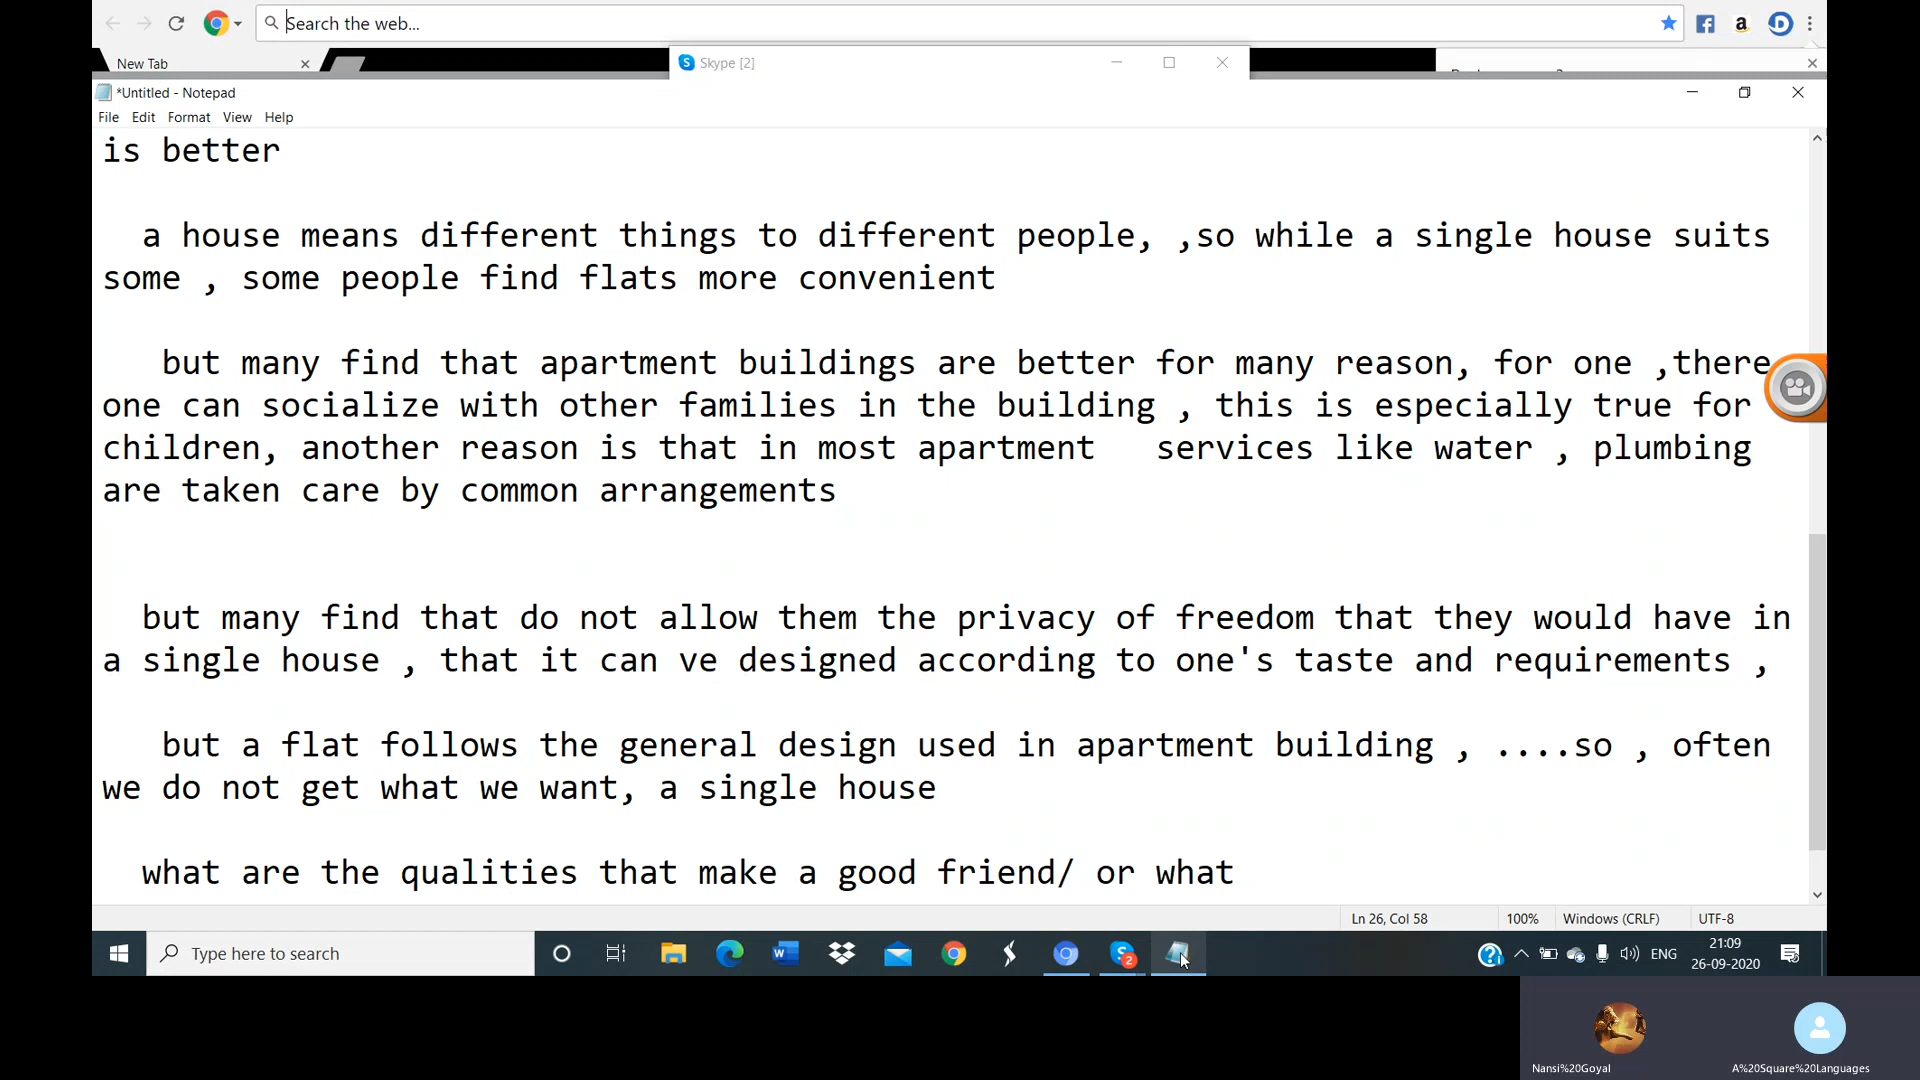 Search the web...
New Tab
Skype [2]
*Untitled - Notepad
File Edit Format View Help
is better
a house means different things to different people, ,so while a single house suits
some , some people find flats more convenient
but many find that apartment buildings are better for many reason, for one ,there
one can socialize with other families in the building , this is especially true for
children, another reason is that in most apartment services like water , plumbing
are taken care by common arrangements
but many find that do not allow them the privacy of freedom that they would have in
a single house , that it can ve designed according to one's taste and requirements ,
but a flat follows the general design used in apartment building , ....so , often
we do not get what we want, a single house
what are the qualities that make a good friend/ or what
Ln 26, Col 58 100% Windows (CRLF) UTF-8
Type here to search
2
ENG
21:09
26-09-2020
Nansi%20Goyal
A%20Square%20Languages